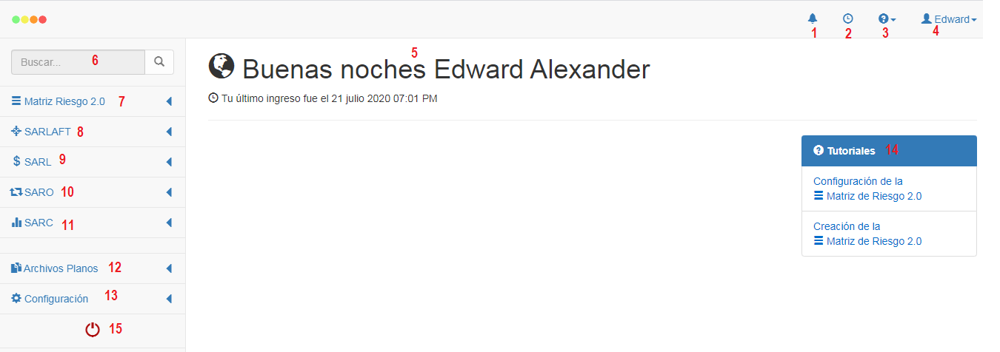 Edward
1 2 3 4
Buscar... 6
5
Buenas noches Edward Alexander
Tu último ingreso fue el 21 julio 2020 07:01 PM
Matriz Riesgo 2.0 7
SARLAFT 8
SARL 9
SARO 10
SARC 11
Archivos Planos 12
Configuración 13
15
Tutoriales 14
Configuración de la
Matriz de Riesgo 2.0
Creación de la
Matriz de Riesgo 2.0